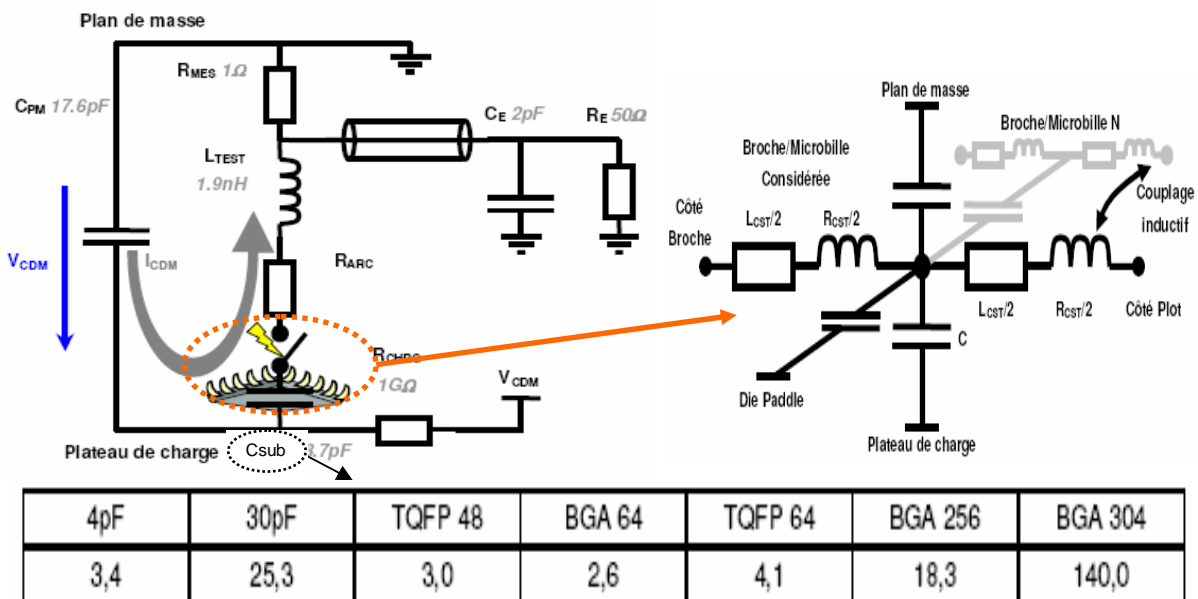 Plan de masse
RMES 1Ω
CPM 17.6pF
CE 2pF
RE 50Ω
LTEST
1.9nH
VCDM
ICDM
RARC
RCHRG
1GΩ
VCDM
Plateau de charge
Csub
3.7pF
Plan de masse
Broche/Microbille N
Broche/Microbille
Considérée
Couplage
inductif
Côté
Broche
LCST/2
RCST/2
LCST/2
RCST/2
Côté Plot
C
Die Paddle
Plateau de charge
4pF 30pF TQFP 48 BGA 64 TQFP 64 BGA 256 BGA 304
3,4 25,3 3,0 2,6 4,1 18,3 140,0